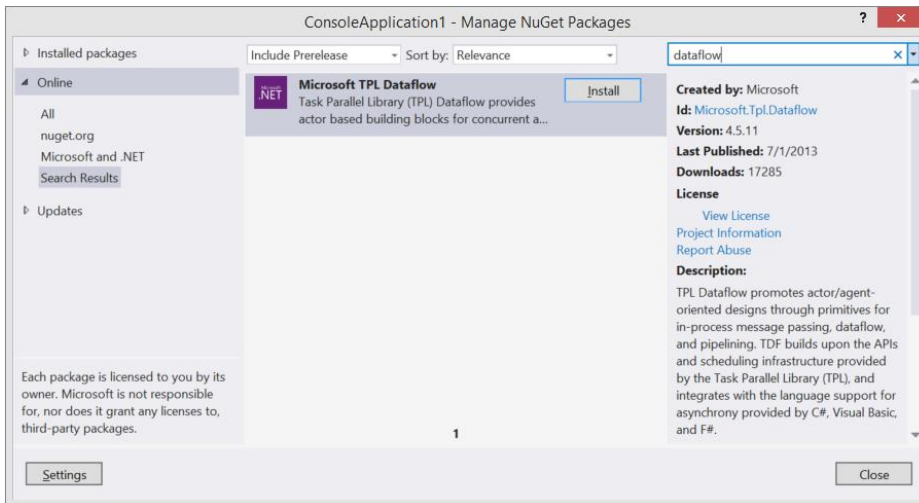 ConsoleApplication1 - Manage NuGet Packages
?
×
Installed packages
Online
All
nuget.org
Microsoft and .NET
Search Results
Updates
Each package is licensed to you by its
owner. Microsoft is not responsible
for, nor does it grant any licenses to,
third-party packages.
Include Prerelease
Sort by: Relevance
Microsoft
.NET
Microsoft TPL Dataflow
Task Parallel Library (TPL) Dataflow provides
actor based building blocks for concurrent a...
Install
1
dataflow
Created by: Microsoft
Id: Microsoft.Tpl.Dataflow
Version: 4.5.11
Last Published: 7/1/2013
Downloads: 17285
License
View License
Project Information
Report Abuse
Description:
TPL Dataflow promotes actor/agent-
oriented designs through primitives for
in-process message passing, dataflow,
and pipelining. TDF builds upon the APIs
and scheduling infrastructure provided
by the Task Parallel Library (TPL), and
integrates with the language support for
asynchrony provided by C#, Visual Basic,
and F#.
Settings
Close